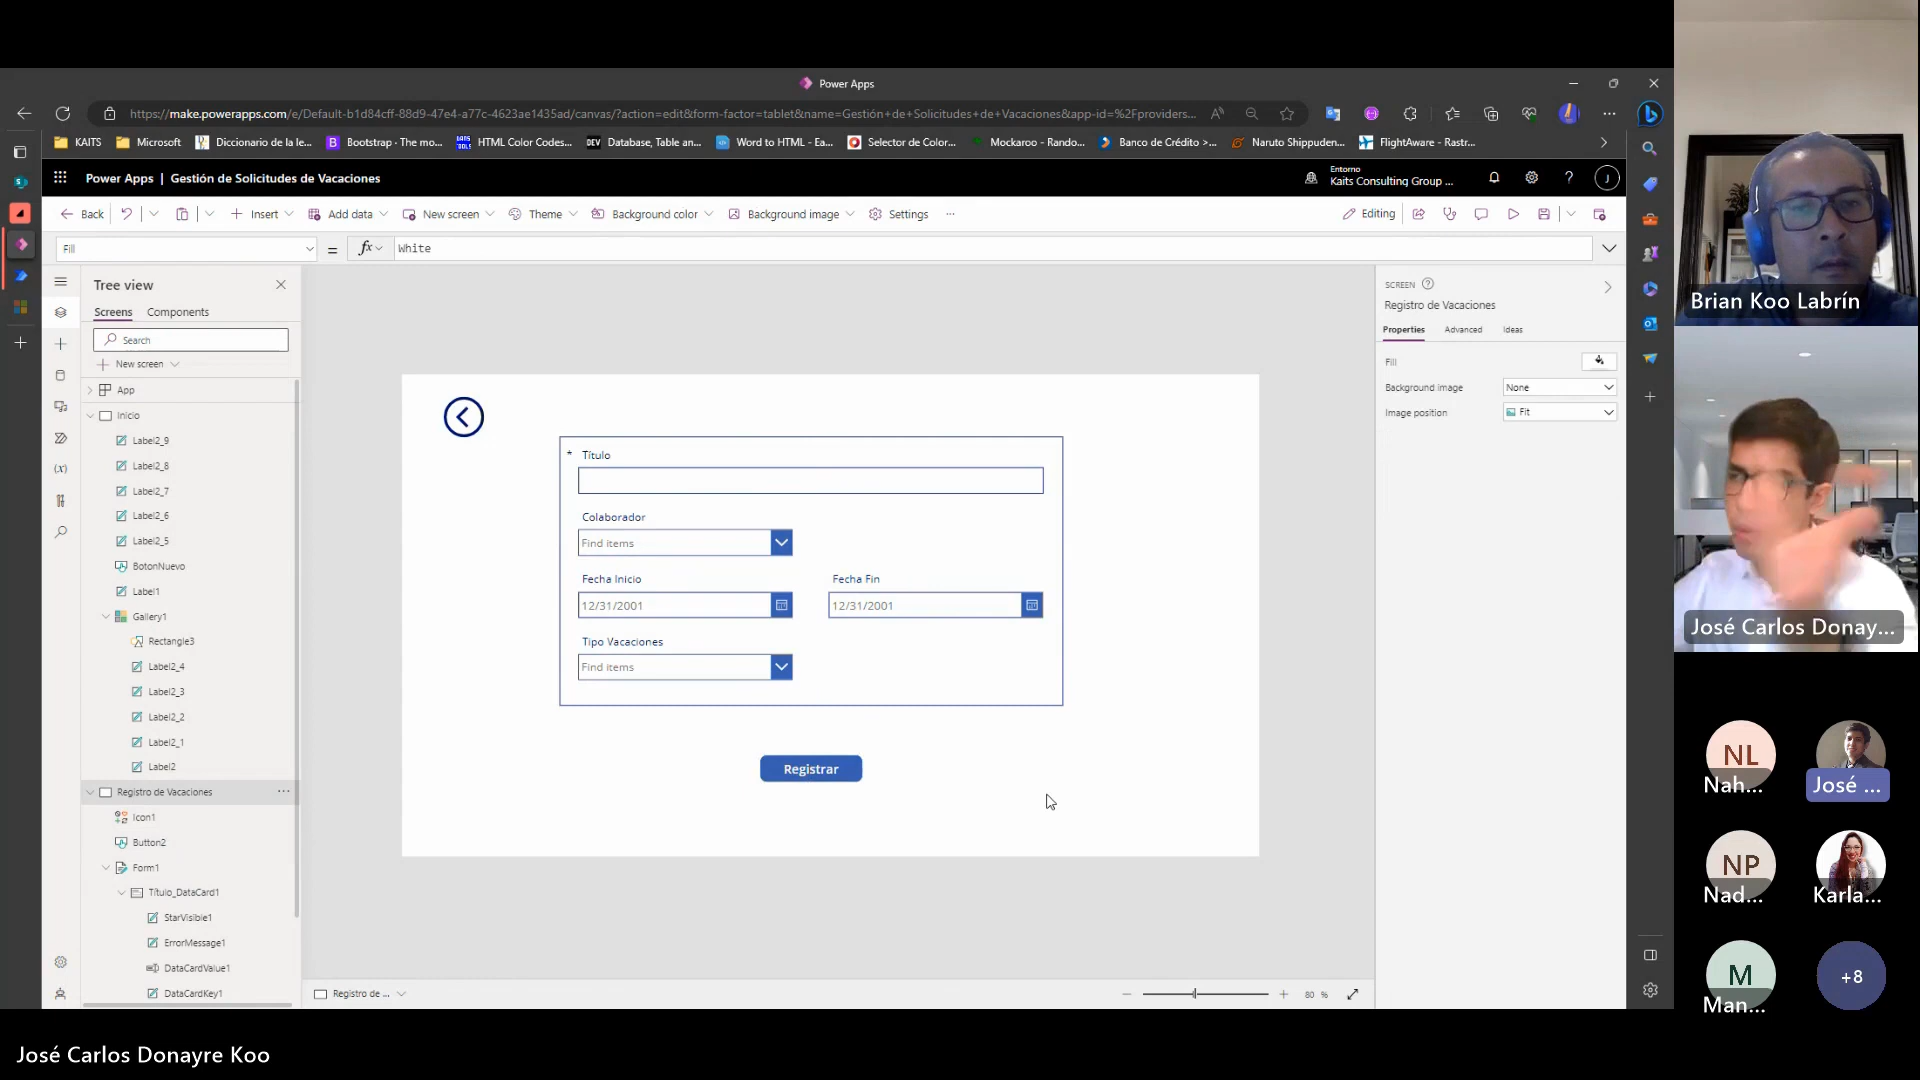 Power Apps
https://make.powerapps.com/e/Default-b1d84cff-88d9-47e4-a77c-4623ae1435ad/canvas/?action=edit&form-factor=tablet&name=Gestión+de+Solicitudes+de+Vacaciones&app-id=%2Fproviders...
KAITS
Microsoft
Diccionario de la le...
Bootstrap · The mo...
HTML Color Codes...
Database, Table an...
Word to HTML - Ea...
Selector de Color...
Mockaroo - Rando...
Banco de Crédito >...
Naruto Shippuden...
FlightAware - Rastr...
Power Apps | Gestión de Solicitudes de Vacaciones
Entorno
Kaits Consulting Group ...
J
Back
Insert
Add data
New screen
Theme
Background color
Background image
Settings
...
Editing
Fill
=
fx
White
Tree view
Screens
Components
Search
New screen
App
Inicio
Label2_9
Label2_8
Label2_7
Label2_6
Label2_5
BotonNuevo
Label1
Gallery1
Rectangle3
Label2_4
Label2_3
Label2_2
Label2_1
Label2
Registro de Vacaciones
...
Icon1
Button2
Form1
Título_DataCard1
StarVisible1
ErrorMessage1
DataCardValue1
DataCardKey1
* Título
Colaborador
Find items
Fecha Inicio
Fecha Fin
12/31/2001
12/31/2001
Tipo Vacaciones
Find items
Registrar
Registro de ...
80 %
SCREEN
Registro de Vacaciones
Properties
Advanced
Ideas
Fill
Background image
None
Image position
Fit
Brian Koo Labrín
José Carlos Donay...
NL
Nah...
José ...
NP
Nad...
Karla...
M
Man...
+8
José Carlos Donayre Koo